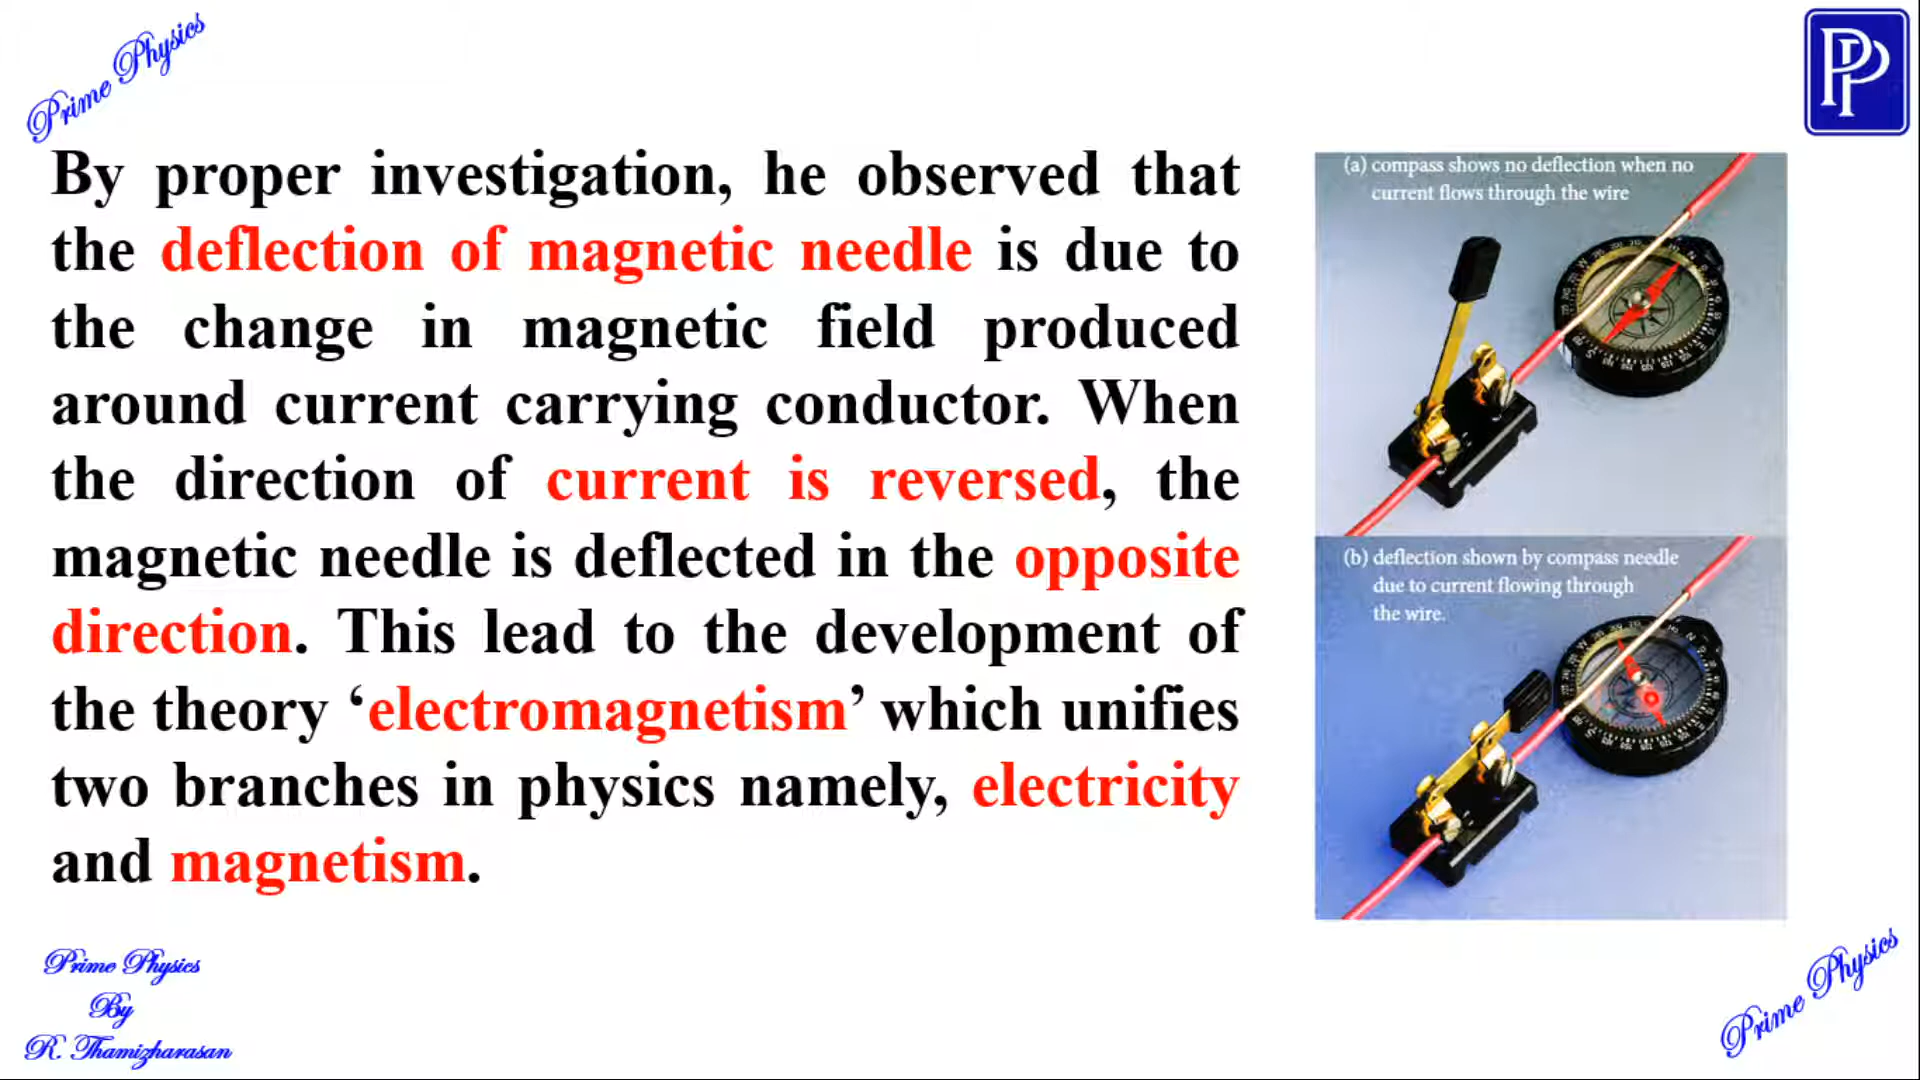 Prime Physics
PP
By proper investigation, he observed that
the deflection of magnetic needle is due to
the change in magnetic field produced
around current carrying conductor. When
the direction of current is reversed, the
magnetic needle is deflected in the opposite
direction. This lead to the development of
the theory ‘electromagnetism’ which unifies
two branches in physics namely, electricity
and magnetism.
(a) compass shows no deflection when no
current flows through the wire
(b) deflection shown by compass needle
due to current flowing through
the wire.
Prime Physics
By
R. Thamizharasan
Prime Physics